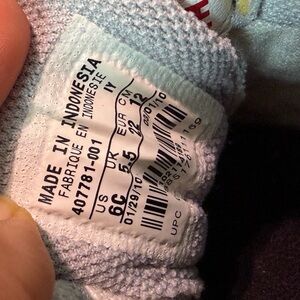 MADE IN INDONESIA
FABRIQUE EN INDONESIE IY
407781-001
US UK EUR CM
6C 5.5 22 12
01/29/10
UPC